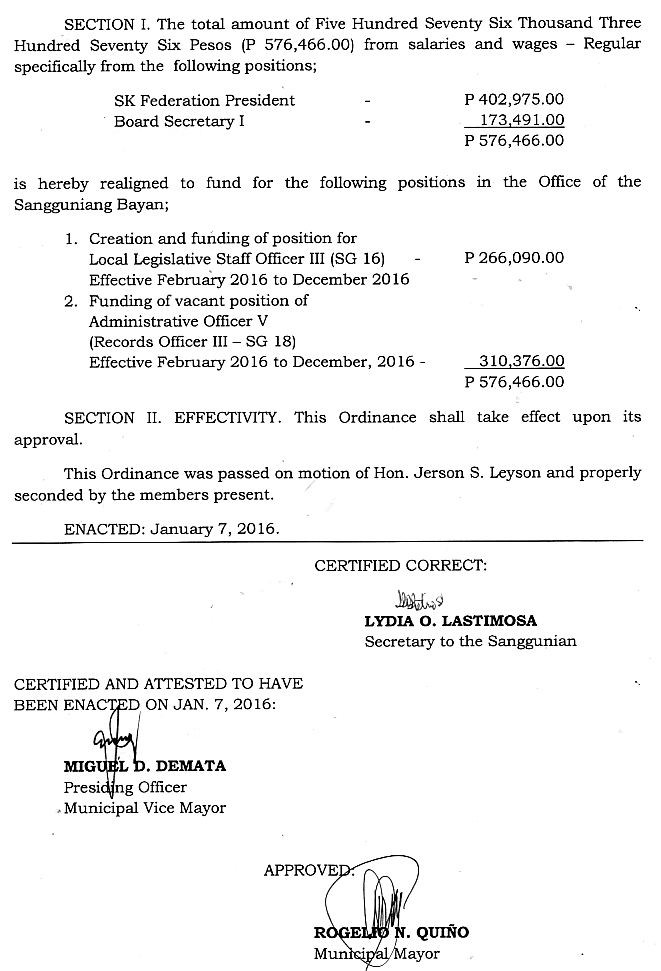 SECTION I. The total amount of Five Hundred Seventy Six Thousand Three
Hundred Seventy Six Pesos (P 576,466.00) from salaries and wages – Regular
specifically from the following positions;
SK Federation President - P 402,975.00
Board Secretary I - 173,491.00
P 576,466.00
is hereby realigned to fund for the following positions in the Office of the
Sangguniang Bayan;
1. Creation and funding of position for
Local Legislative Staff Officer III (SG 16) - P 266,090.00
Effective February 2016 to December 2016
2. Funding of vacant position of
Administrative Officer V
(Records Officer III – SG 18)
Effective February 2016 to December, 2016 - 310,376.00
P 576,466.00
SECTION II. EFFECTIVITY. This Ordinance shall take effect upon its
approval.
This Ordinance was passed on motion of Hon. Jerson S. Leyson and properly
seconded by the members present.
ENACTED: January 7, 2016.
CERTIFIED CORRECT:
LYDIA O. LASTIMOSA
Secretary to the Sanggunian
CERTIFIED AND ATTESTED TO HAVE
BEEN ENACTED ON JAN. 7, 2016:
MIGUEL D. DEMATA
Presiding Officer
Municipal Vice Mayor
APPROVED:
ROGELIO N. QUIÑO
Municipal Mayor